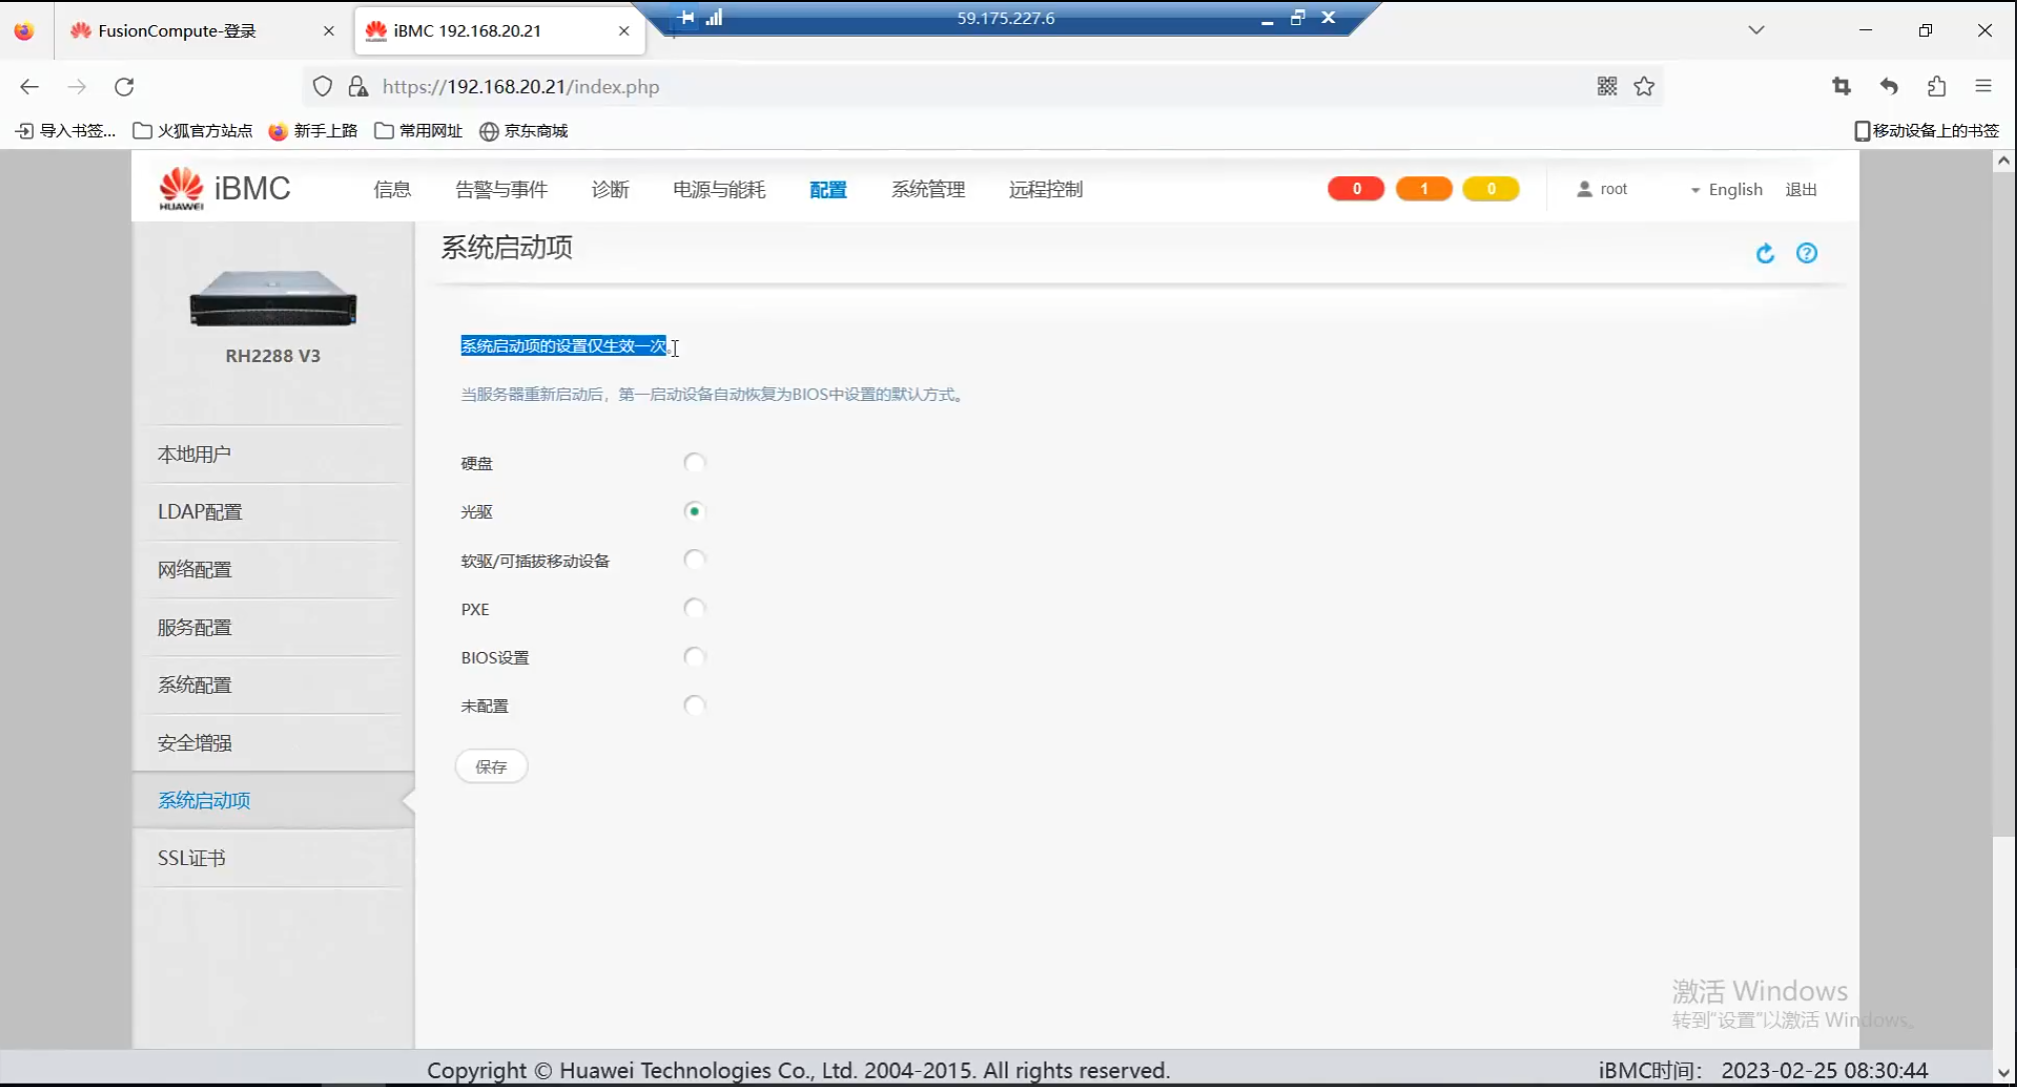 FusionCompute-登录
iBMC 192.168.20.21
59.175.227.6
https://192.168.20.21/index.php
导入书签...
火狐官方站点
新手上路
常用网址
京东商城
移动设备上的书签
HUAWEI
iBMC
信息
告警与事件
诊断
电源与能耗
配置
系统管理
远程控制
0
1
0
root
English
退出
系统启动项
RH2288 V3
系统启动项的设置仅生效一次。
当服务器重新启动后，第一启动设备自动恢复为BIOS中设置的默认方式。
本地用户
LDAP配置
网络配置
服务配置
系统配置
安全增强
系统启动项
SSL证书
硬盘
光驱
软驱/可插拔移动设备
PXE
BIOS设置
未配置
保存
激活 Windows
转到"设置"以激活 Windows。
Copyright © Huawei Technologies Co., Ltd. 2004-2015. All rights reserved.
iBMC时间： 2023-02-25 08:30:44